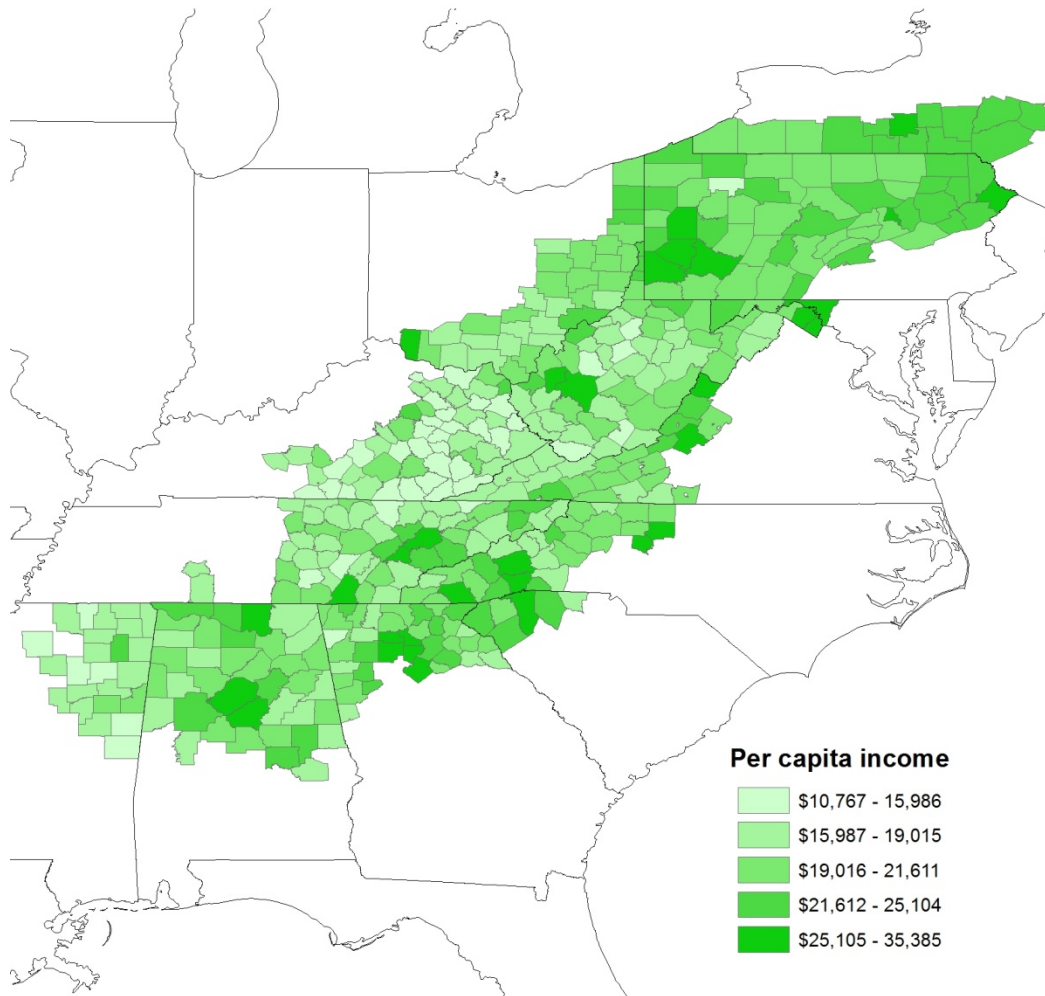 Per capita income
$10,767 - 15,986
$15,987 - 19,015
$19,016 - 21,611
$21,612 - 25,104
$25,105 - 35,385